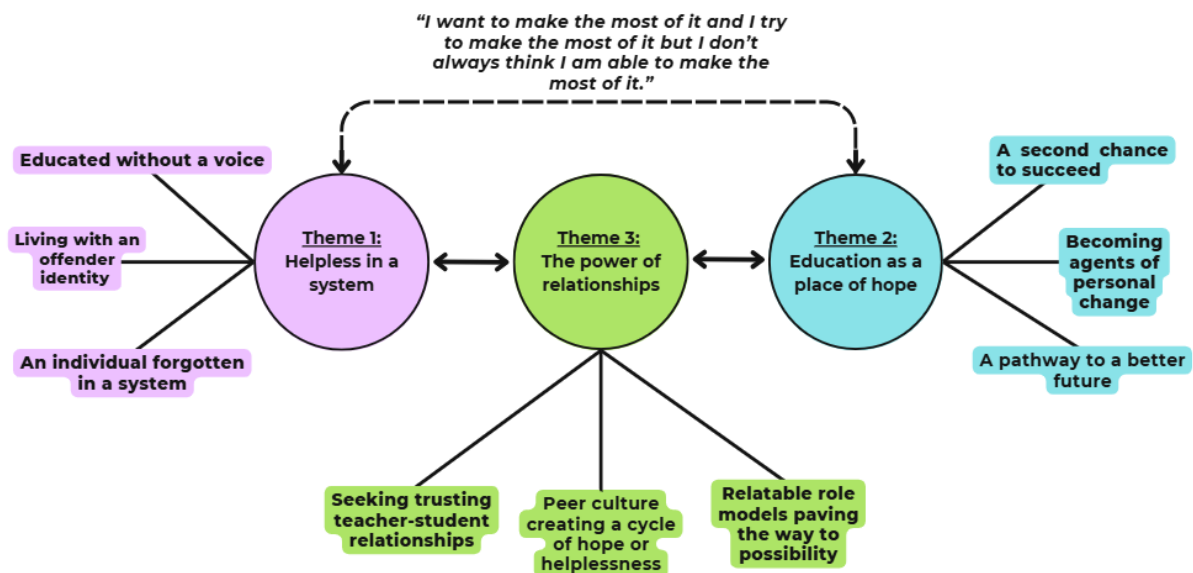 “I want to make the most of it and I try
to make the most of it but I don’t
always think I am able to make the
most of it.”
Educated without a voice
Living with an
offender
identity
An individual forgotten
in a system
Theme 1:
Helpless in a
system
Theme 3:
The power of
relationships
Theme 2:
Education as a
place of hope
A second chance
to succeed
Becoming
agents of
personal
change
A pathway to a better
future
Seeking trusting
teacher-student
relationships
Peer culture
creating a cycle
of hope or
helplessness
Relatable role
models paving
the way to
possibility